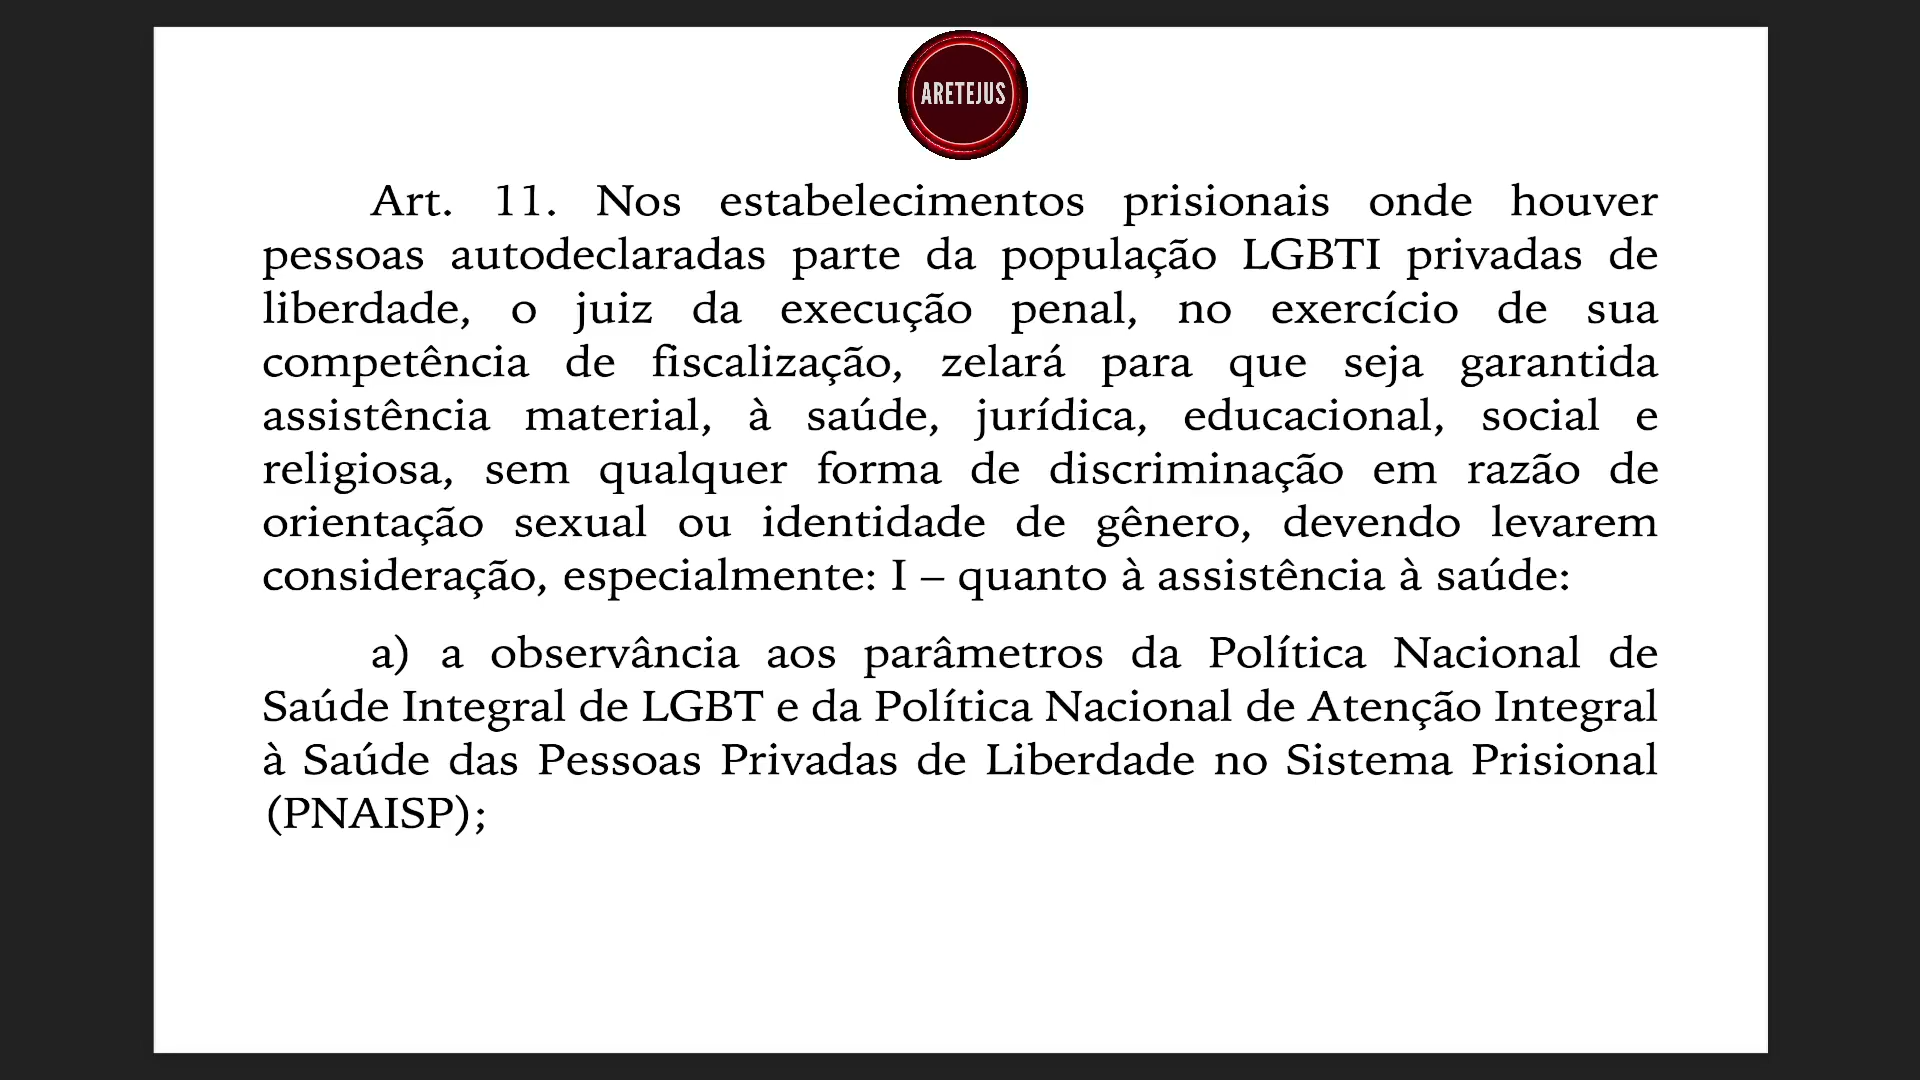 ARETEJUS
Art. 11. Nos estabelecimentos prisionais onde houver
pessoas autodeclaradas parte da população LGBTI privadas de
liberdade, o juiz da execução penal, no exercício de sua
competência de fiscalização, zelará para que seja garantida
assistência material, à saúde, jurídica, educacional, social e
religiosa, sem qualquer forma de discriminação em razão de
orientação sexual ou identidade de gênero, devendo levarem
consideração, especialmente: I – quanto à assistência à saúde:
a) a observância aos parâmetros da Política Nacional de
Saúde Integral de LGBT e da Política Nacional de Atenção Integral
à Saúde das Pessoas Privadas de Liberdade no Sistema Prisional
(PNAISP);